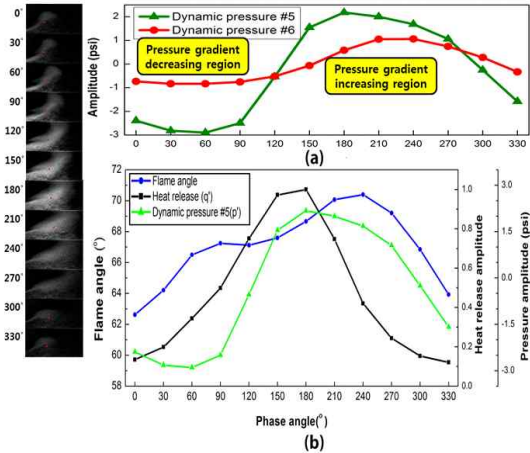 0˚
30˚
60˚
90˚
120˚
150˚
180˚
210˚
240˚
270˚
300˚
330˚
Amplitude (psi)
2
1
0
-1
-2
-3
Dynamic pressure #5
Dynamic pressure #6
Pressure gradient
decreasing region
Pressure gradient
increasing region
0 30 60 90 120 150 180 210 240 270 300 330
(a)
Flame angle (°)
72
70
68
66
64
62
60
58
Flame angle
Heat release (q')
Dynamic pressure #5(p')
1.0
0.8
0.6
0.4
0.2
0.0
Heat release amplitude
3.0
1.5
0.0
-1.5
-3.0
Pressure amplitude (psi)
0 30 60 90 120 150 180 210 240 270 300 330
Phase angle(°)
(b)